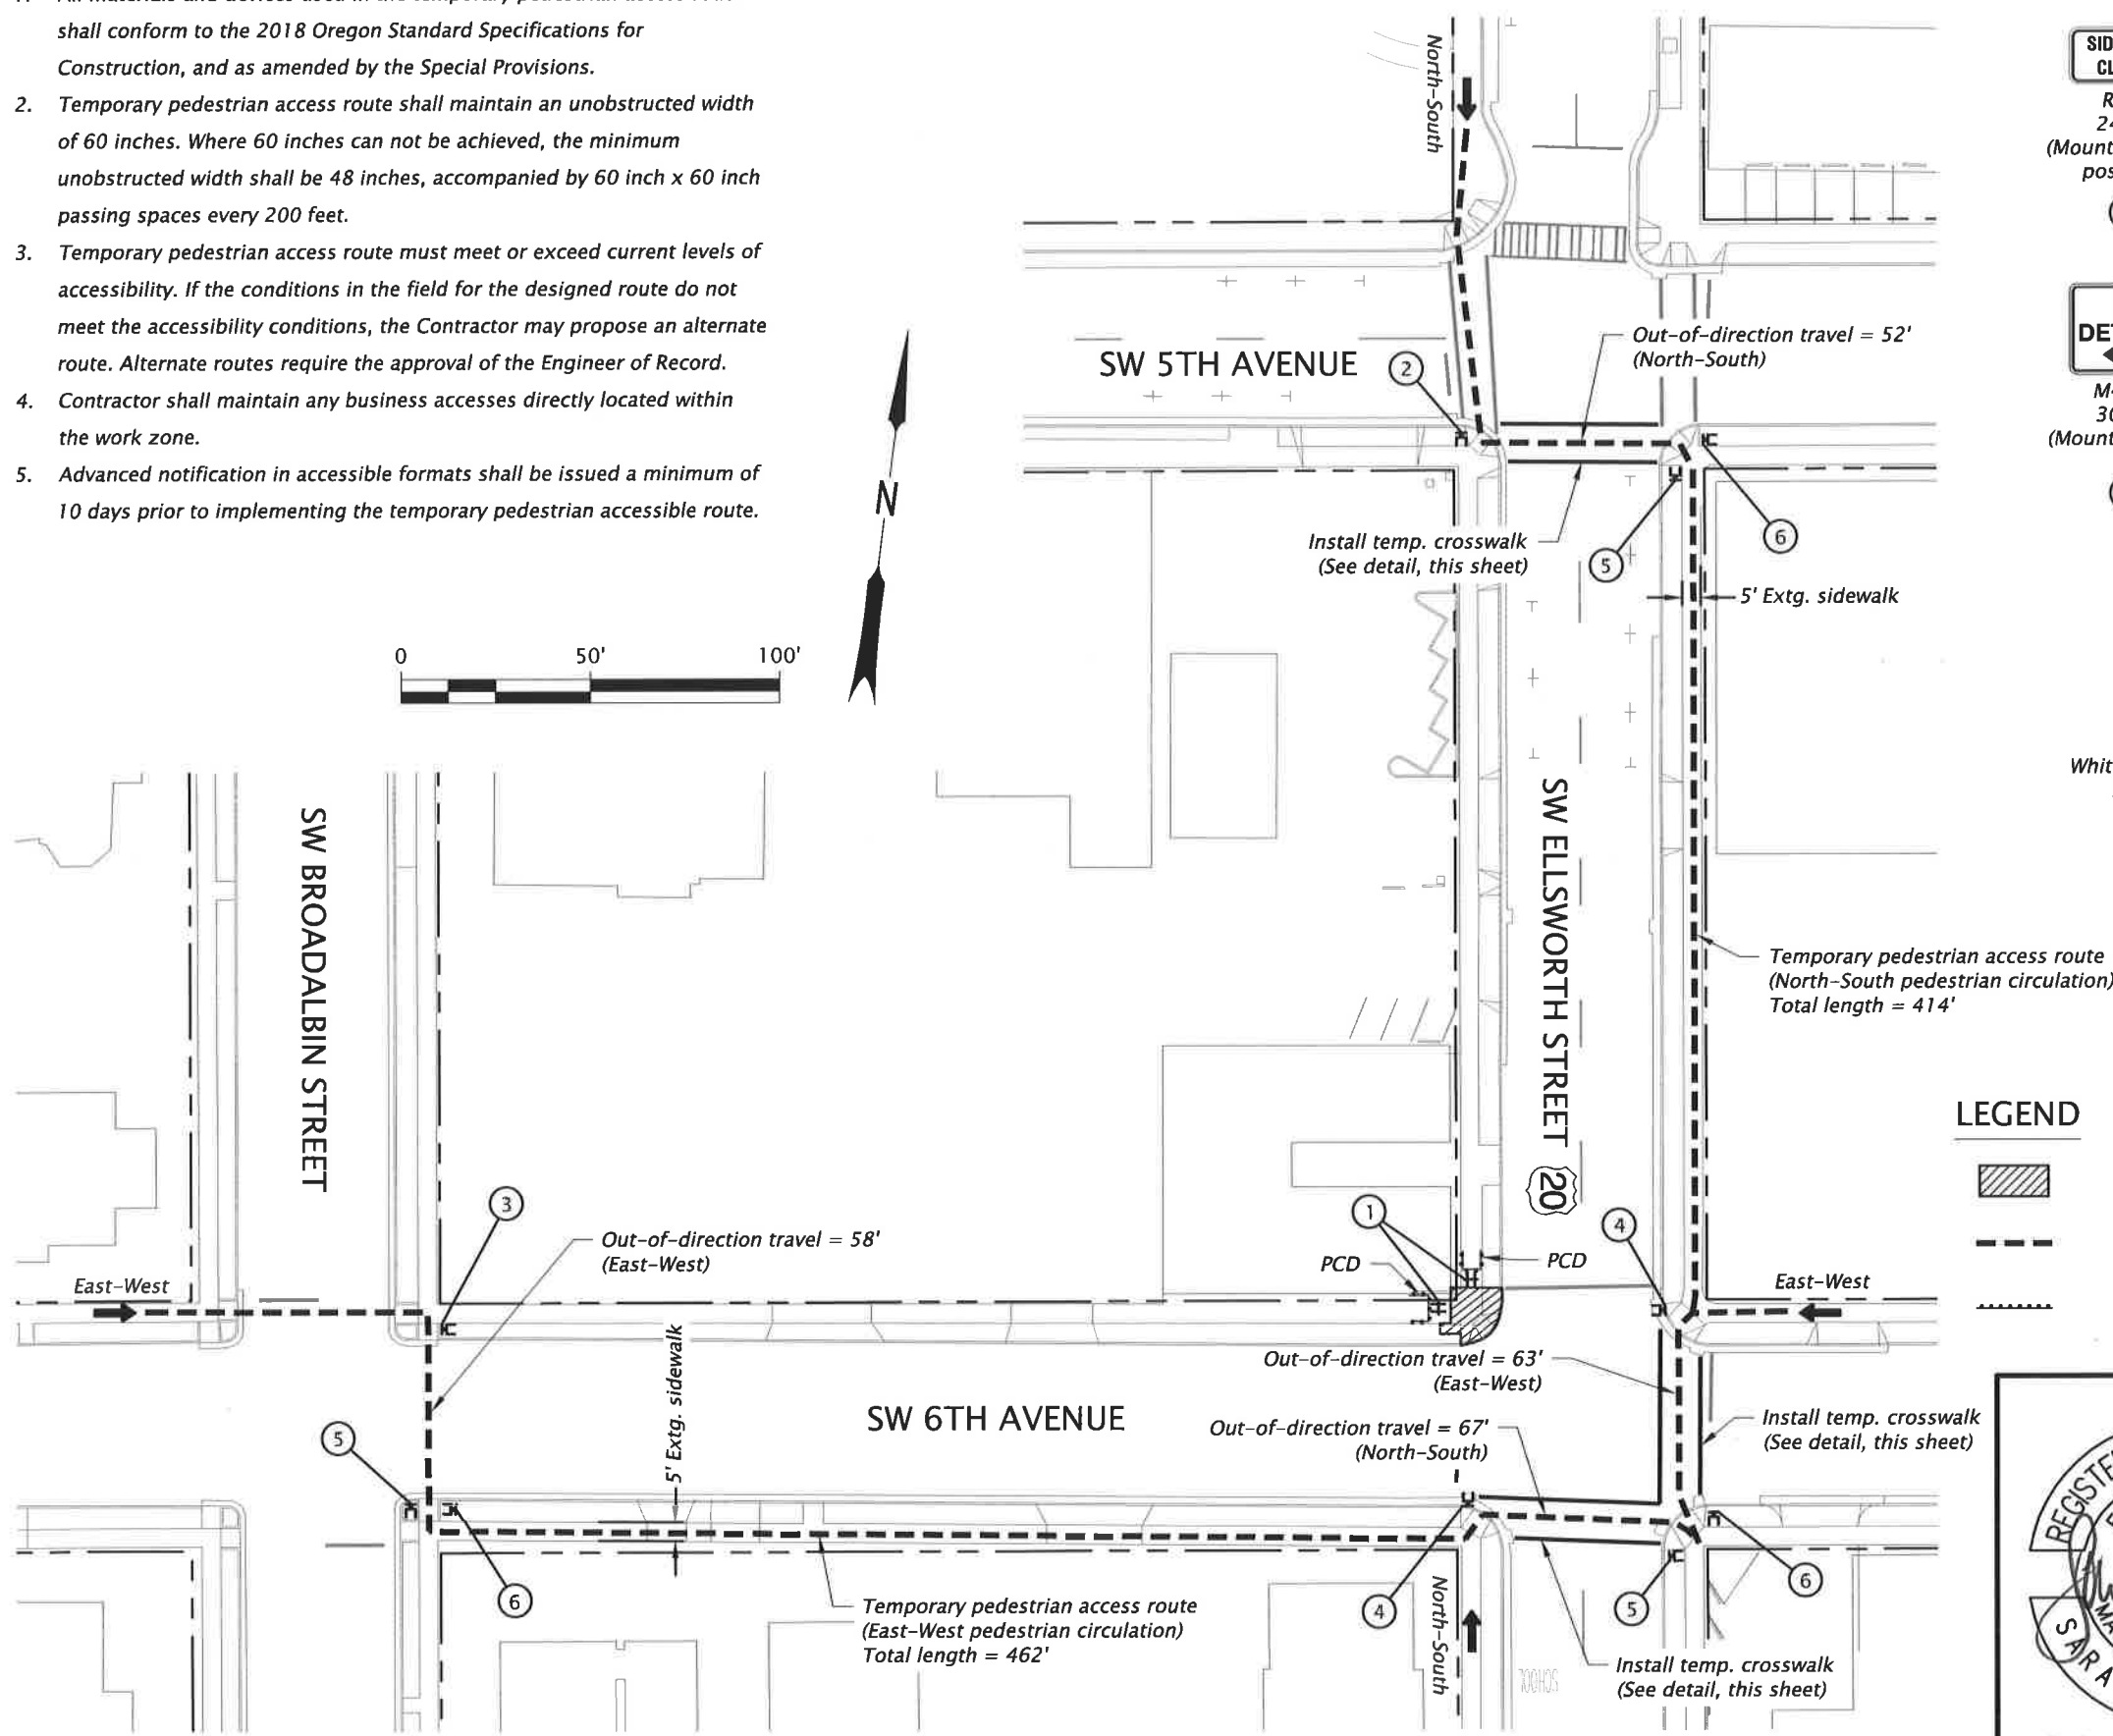 shall conform to the 2018 Oregon Standard Specifications for
Construction, and as amended by the Special Provisions.
2. Temporary pedestrian access route shall maintain an unobstructed width
of 60 inches. Where 60 inches can not be achieved, the minimum
unobstructed width shall be 48 inches, accompanied by 60 inch x 60 inch
passing spaces every 200 feet.
3. Temporary pedestrian access route must meet or exceed current levels of
accessibility. If the conditions in the field for the designed route do not
meet the accessibility conditions, the Contractor may propose an alternate
route. Alternate routes require the approval of the Engineer of Record.
4. Contractor shall maintain any business accesses directly located within
the work zone.
5. Advanced notification in accessible formats shall be issued a minimum of
10 days prior to implementing the temporary pedestrian accessible route.
N
0 50' 100'
North-South
SW 5TH AVENUE
2
Out-of-direction travel = 52'
(North-South)
Install temp. crosswalk
(See detail, this sheet)
5
6
5' Extg. sidewalk
SW ELLSWORTH STREET
20
Temporary pedestrian access route
(North-South pedestrian circulation)
Total length = 414'
SW BROADALBIN STREET
3
Out-of-direction travel = 58'
(East-West)
East-West
1
PCD
PCD
4
East-West
5' Extg. sidewalk
SW 6TH AVENUE
Out-of-direction travel = 63'
(East-West)
Out-of-direction travel = 67'
(North-South)
Install temp. crosswalk
(See detail, this sheet)
5
6
Temporary pedestrian access route
(East-West pedestrian circulation)
Total length = 462'
4
North-South
5
6
Install temp. crosswalk
(See detail, this sheet)
SCHOOL
SID
CL
R
24
(Mount
pos
DET
M4
30
(Mount
Whit
LEGEND
REGISTE
SARA